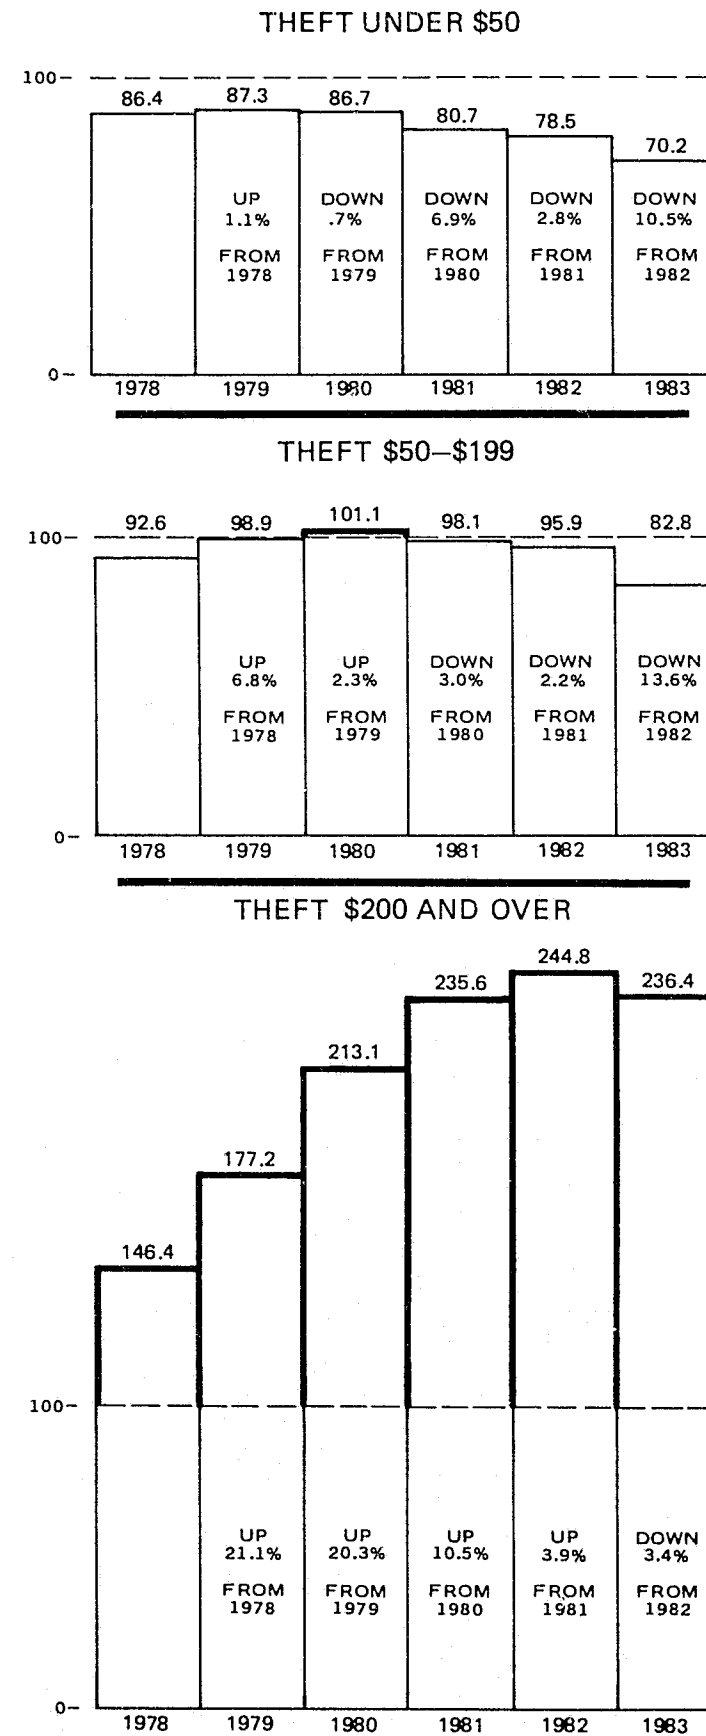 THEFT UNDER $50
100
86.4 87.3 86.7 80.7 78.5 70.2
UP DOWN DOWN DOWN DOWN
1.1% .7% 6.9% 2.8% 10.5%
FROM FROM FROM FROM FROM
1978 1979 1980 1981 1982
0
1978 1979 1980 1981 1982 1983
THEFT $50–$199
92.6 98.9 101.1 98.1 95.9 82.8
100
UP UP DOWN DOWN DOWN
6.8% 2.3% 3.0% 2.2% 13.6%
FROM FROM FROM FROM FROM
1978 1979 1980 1981 1982
0
1978 1979 1980 1981 1982 1983
THEFT $200 AND OVER
146.4 177.2 213.1 235.6 244.8 236.4
100
UP UP UP UP DOWN
21.1% 20.3% 10.5% 3.9% 3.4%
FROM FROM FROM FROM FROM
1978 1979 1980 1981 1982
0
1978 1979 1980 1981 1982 1983